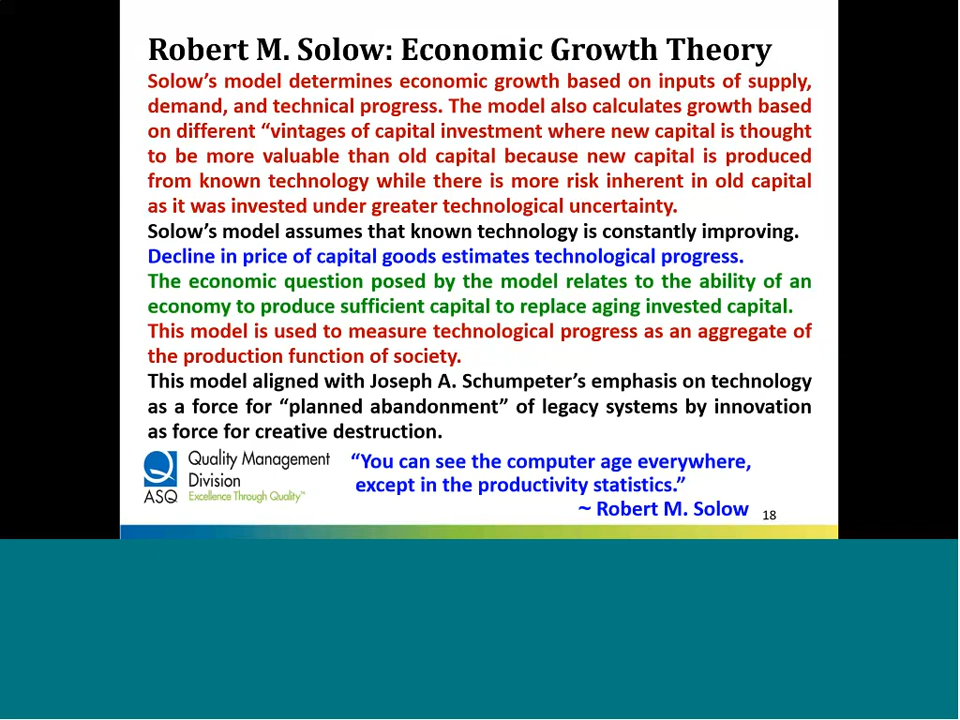 Robert M. Solow: Economic Growth Theory
Solow’s model determines economic growth based on inputs of supply,
demand, and technical progress. The model also calculates growth based
on different “vintages of capital investment where new capital is thought
to be more valuable than old capital because new capital is produced
from known technology while there is more risk inherent in old capital
as it was invested under greater technological uncertainty.
Solow’s model assumes that known technology is constantly improving.
Decline in price of capital goods estimates technological progress.
The economic question posed by the model relates to the ability of an
economy to produce sufficient capital to replace aging invested capital.
This model is used to measure technological progress as an aggregate of
the production function of society.
This model aligned with Joseph A. Schumpeter’s emphasis on technology
as a force for “planned abandonment” of legacy systems by innovation
as force for creative destruction.
ASQ
Quality Management
Division
Excellence Through Quality™
“You can see the computer age everywhere,
except in the productivity statistics.”
~ Robert M. Solow
18